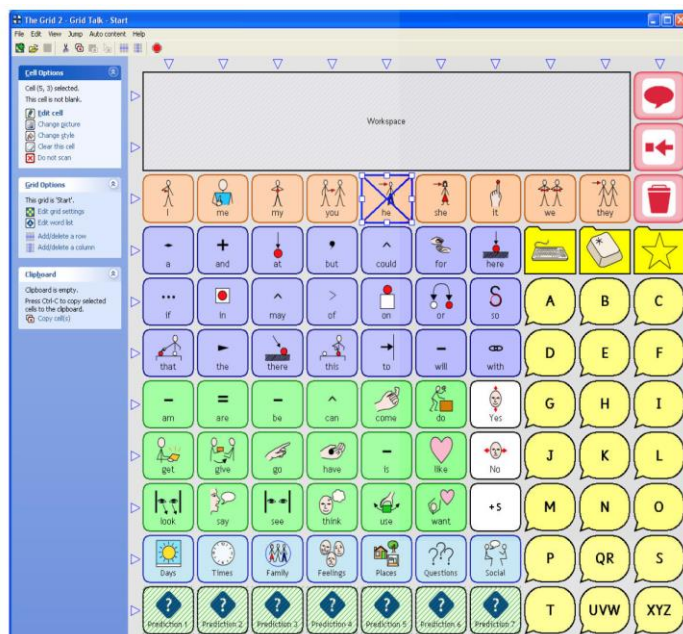 The Grid 2 - Grid Talk - Start
File Edit View Jump Auto content Help
Cell Options
Cell (5, 3) selected.
This cell is not blank.
Edit cell
Change picture
Change style
Clear this cell
Do not scan
Grid Options
This grid is 'Start'.
Edit grid settings
Edit word list
Add/delete a row
Add/delete a column
Clipboard
Clipboard is empty.
Press Ctrl-C to copy selected
cells to the clipboard.
Copy cell(s)
Workspace
I me my you he she it we they
a and at but could for here
if in may of on or so A B C
that the there this to will with D E F
am are be can come do Yes G H I
get give go have is like No J K L
look say see think use want +S M N O
Days Times Family Feelings Places Questions Social P QR S
Prediction 1 Prediction 2 Prediction 3 Prediction 4 Prediction 5 Prediction 6 Prediction 7 T UVW XYZ